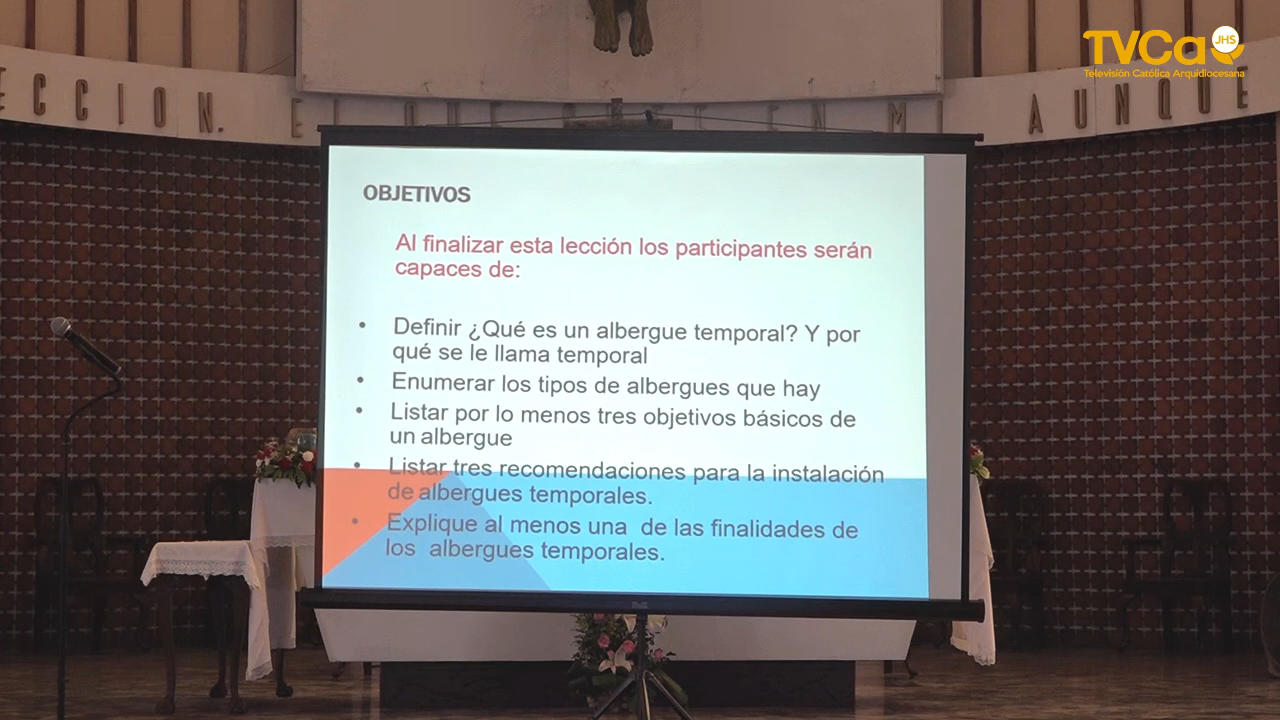 TVCa
JHS
Televisión Católica Arquidiocesana
ECCION. E
EN M AUNQUE
OBJETIVOS
Al finalizar esta lección los participantes serán
capaces de:
• Definir ¿Qué es un albergue temporal? Y por
qué se le llama temporal
• Enumerar los tipos de albergues que hay
• Listar por lo menos tres objetivos básicos de
un albergue
• Listar tres recomendaciones para la instalación
de albergues temporales.
• Explique al menos una de las finalidades de
los albergues temporales.